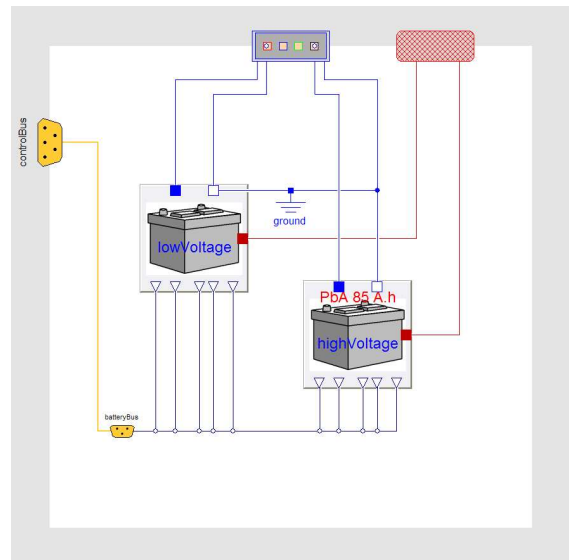 controlBus
lowVoltage
ground
PbA 85 A.h
highVoltage
batteryBus